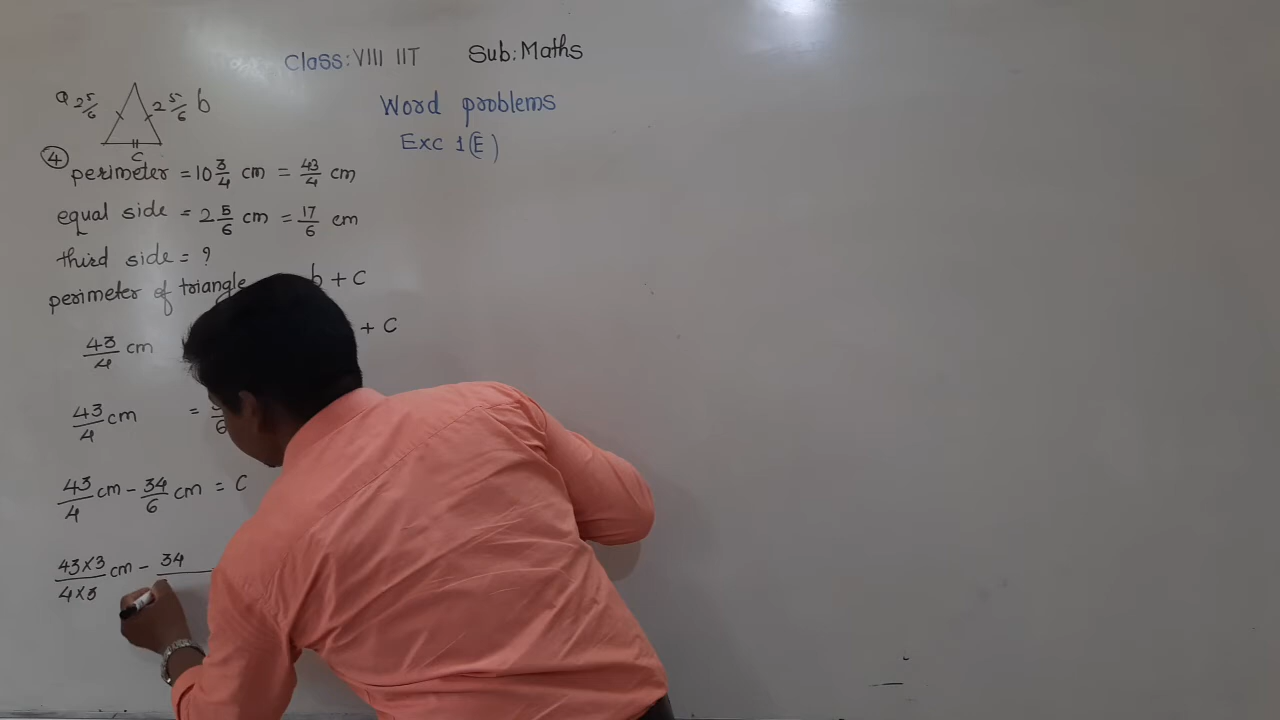 Class: VIII IIT Sub: Maths
Word problems
Exc 1(E)
a 2 5/6 2 5/6 b
C
4 perimeter = 10 3/4 cm = 43/4 cm
equal side = 2 5/6 cm = 17/6 cm
third side = ?
perimeter of triangle b + C
43/4 cm + C
43/4 cm =
43/4 cm - 34/6 cm = C
43×3/4×3 cm - 34